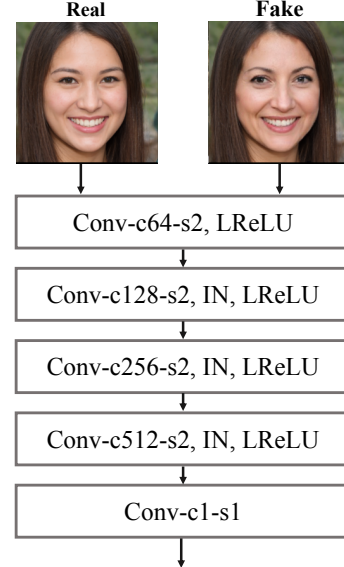 Real Fake
Conv-c64-s2, LReLU
Conv-c128-s2, IN, LReLU
Conv-c256-s2, IN, LReLU
Conv-c512-s2, IN, LReLU
Conv-c1-s1